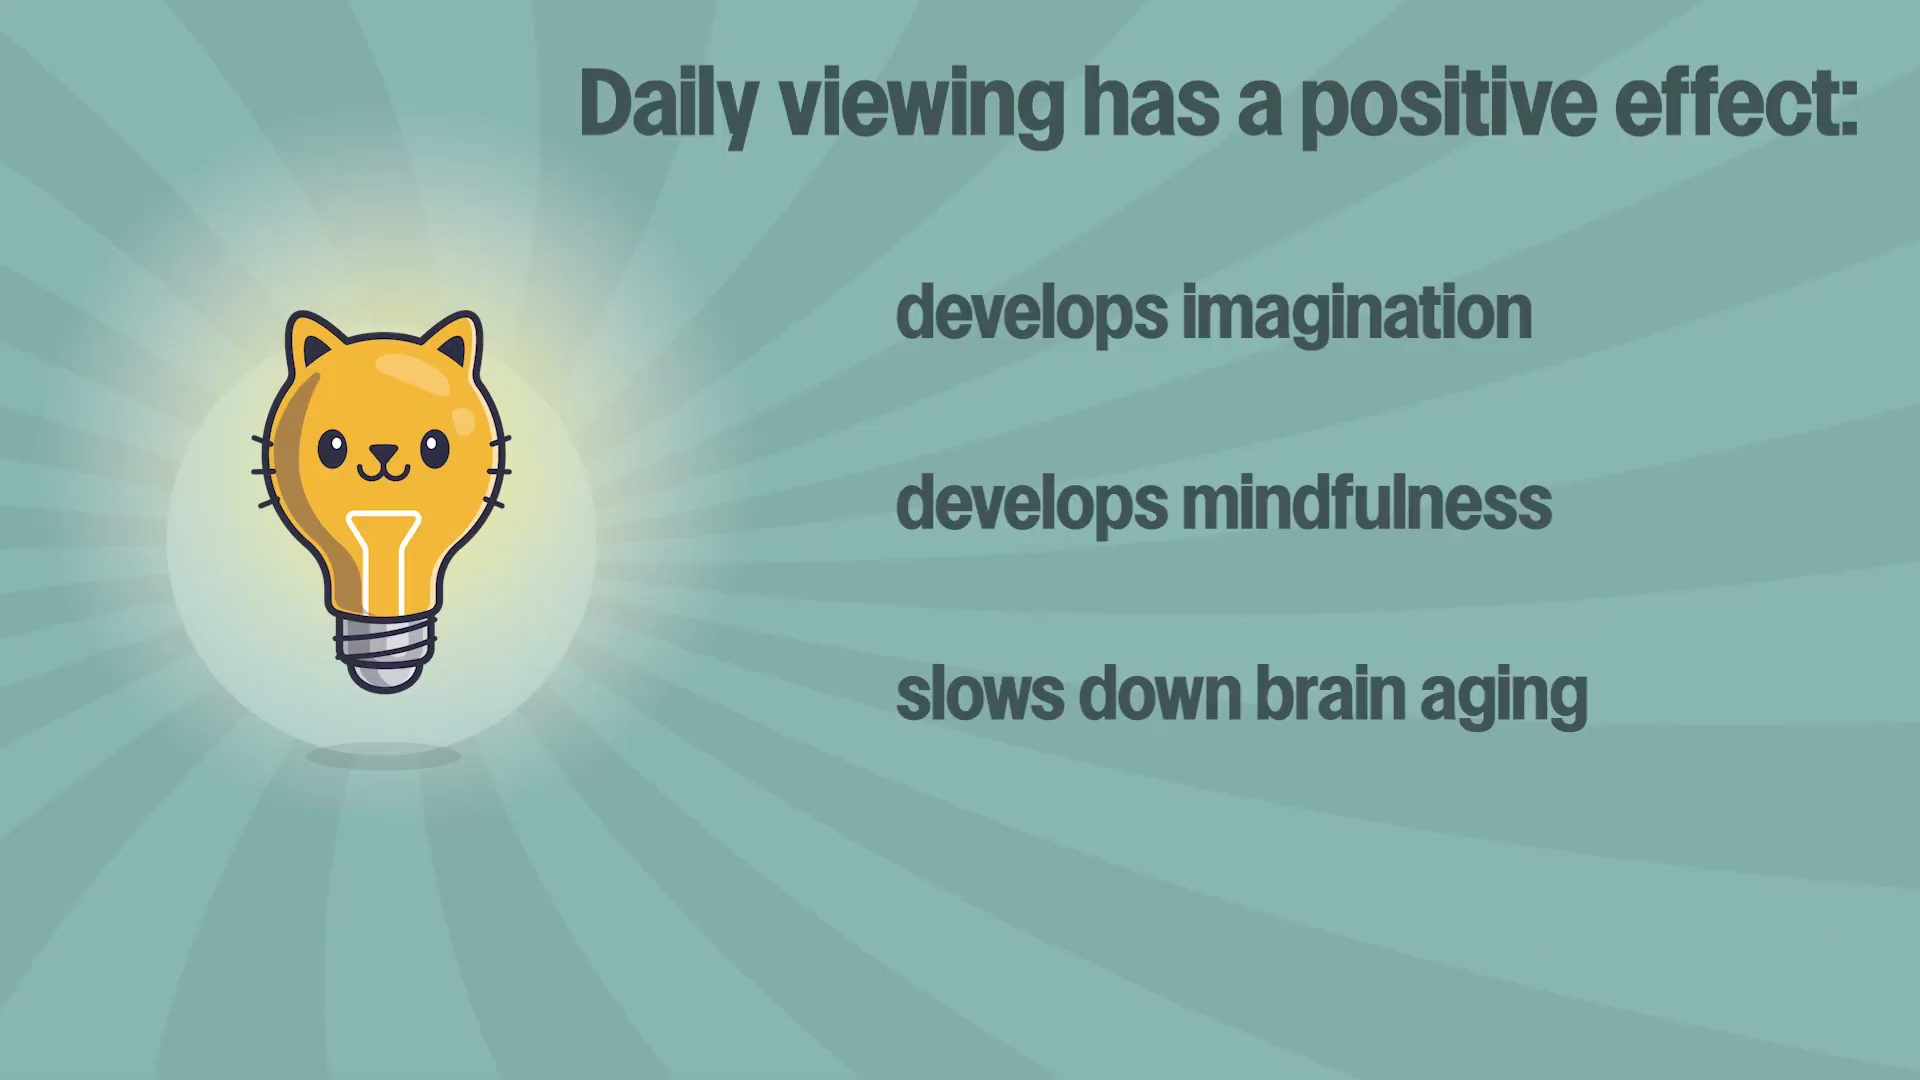 Daily viewing has a positive effect:
develops imagination
develops mindfulness
slows down brain aging